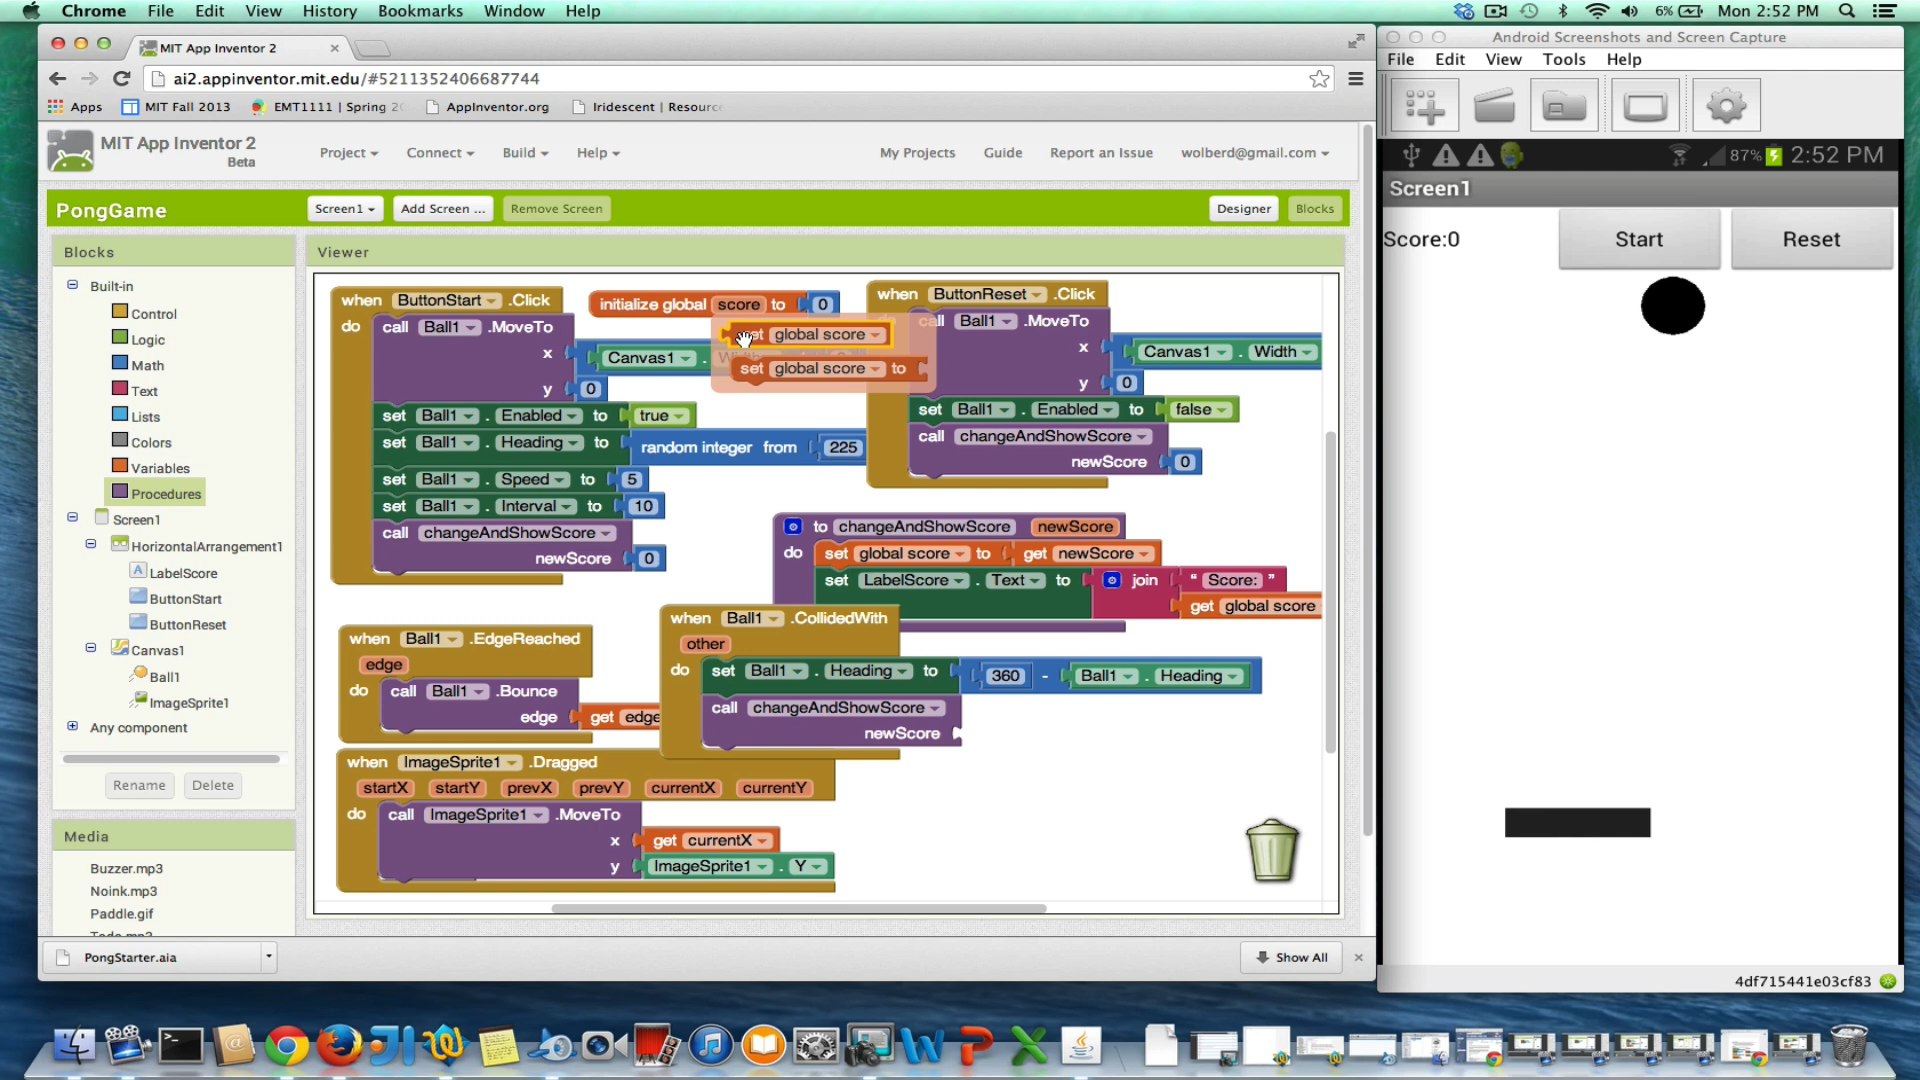 Chrome File Edit View History Bookmarks Window Help
6% Mon 2:52 PM
MIT App Inventor 2
ai2.appinventor.mit.edu/#5211352406687744
Apps MIT Fall 2013 EMT1111 | Spring 20 AppInventor.org Iridescent | Resourc
MIT App Inventor 2
Beta
Project Connect Build Help My Projects Guide Report an Issue wolberd@gmail.com
PongGame Screen1 Add Screen ... Remove Screen Designer Blocks
Blocks
Built-in
Control
Logic
Math
Text
Lists
Colors
Variables
Procedures
Screen1
HorizontalArrangement1
LabelScore
ButtonStart
ButtonReset
Canvas1
Ball1
ImageSprite1
Any component
Rename Delete
Media
Buzzer.mp3
Noink.mp3
Paddle.gif
Viewer
when ButtonStart .Click
do call Ball1 .MoveTo
x Canvas1 .
y 0
set Ball1 . Enabled to true
set Ball1 . Heading to random integer from 225
set Ball1 . Speed to 5
set Ball1 . Interval to 10
call changeAndShowScore
newScore 0
initialize global score to 0
global score
set global score to
when ButtonReset .Click
call Ball1 .MoveTo
x Canvas1 . Width
y 0
set Ball1 . Enabled to false
call changeAndShowScore
newScore 0
to changeAndShowScore newScore
do set global score to get newScore
set LabelScore . Text to join " Score: "
get global score
when Ball1 .EdgeReached
edge
do call Ball1 .Bounce
edge get edge
when Ball1 .CollidedWith
other
do set Ball1 . Heading to 360 - Ball1 . Heading
call changeAndShowScore
newScore
when ImageSprite1 .Dragged
startX startY prevX prevY currentX currentY
do call ImageSprite1 .MoveTo
x get currentX
y ImageSprite1 . Y
PongStarter.aia Show All
Android Screenshots and Screen Capture
File Edit View Tools Help
87% 2:52 PM
Screen1
Score:0 Start Reset
4df715441e03cf83